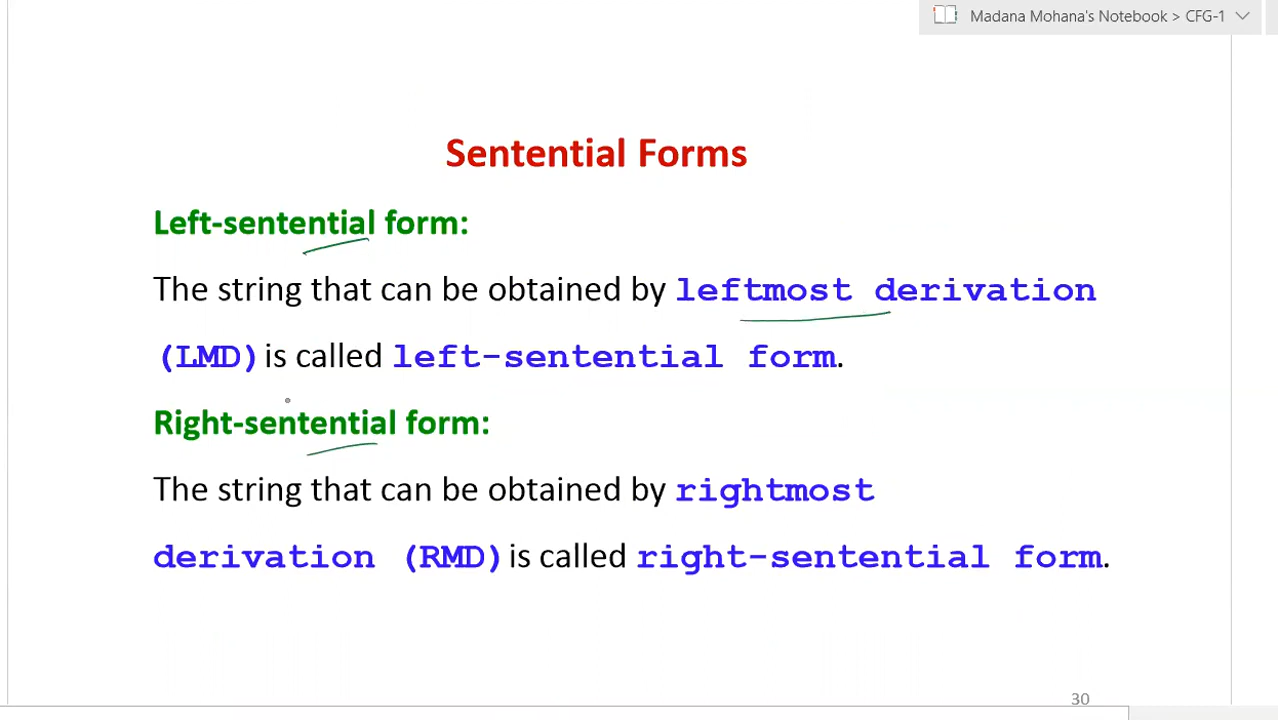 Madana Mohana's Notebook > CFG-1
Sentential Forms
Left-sentential form:
The string that can be obtained by leftmost derivation
(LMD) is called left-sentential form.
Right-sentential form:
The string that can be obtained by rightmost
derivation (RMD) is called right-sentential form.
30